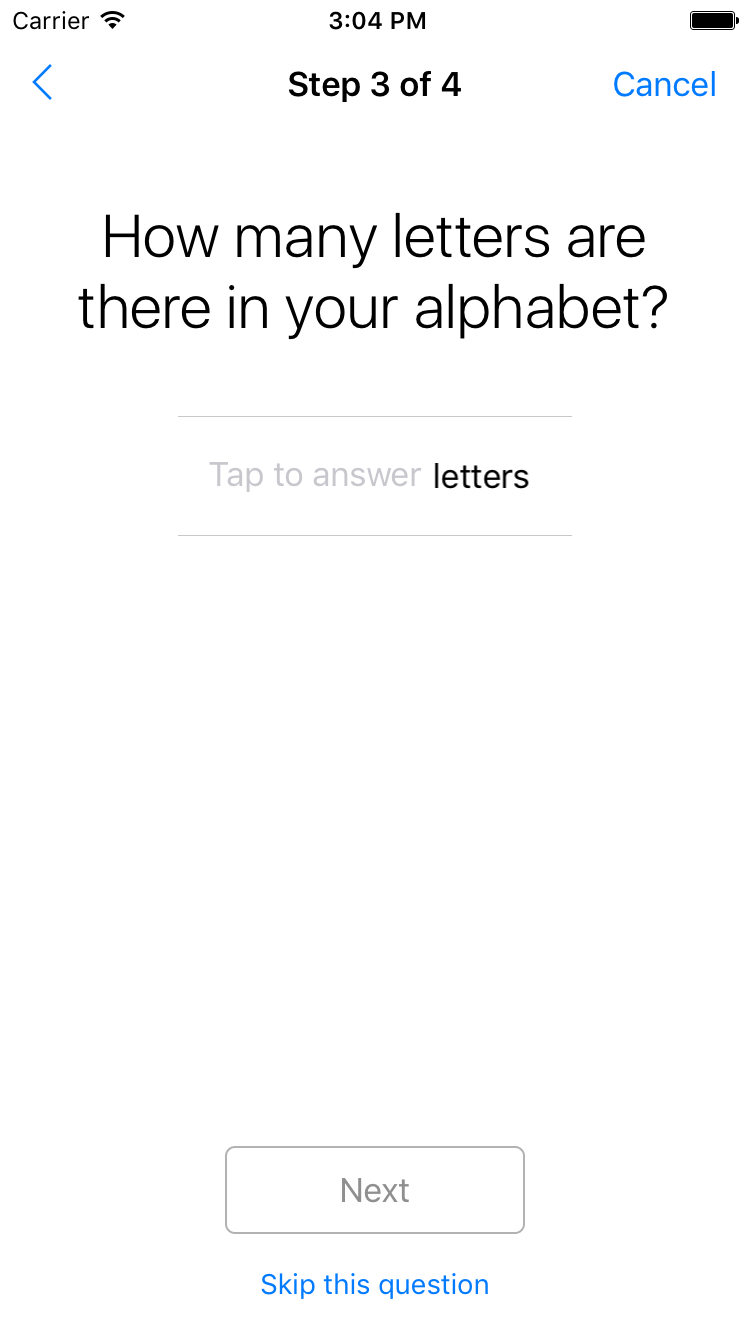 Carrier 3:04 PM
Step 3 of 4 Cancel
How many letters are
there in your alphabet?
Tap to answer letters
Next
Skip this question